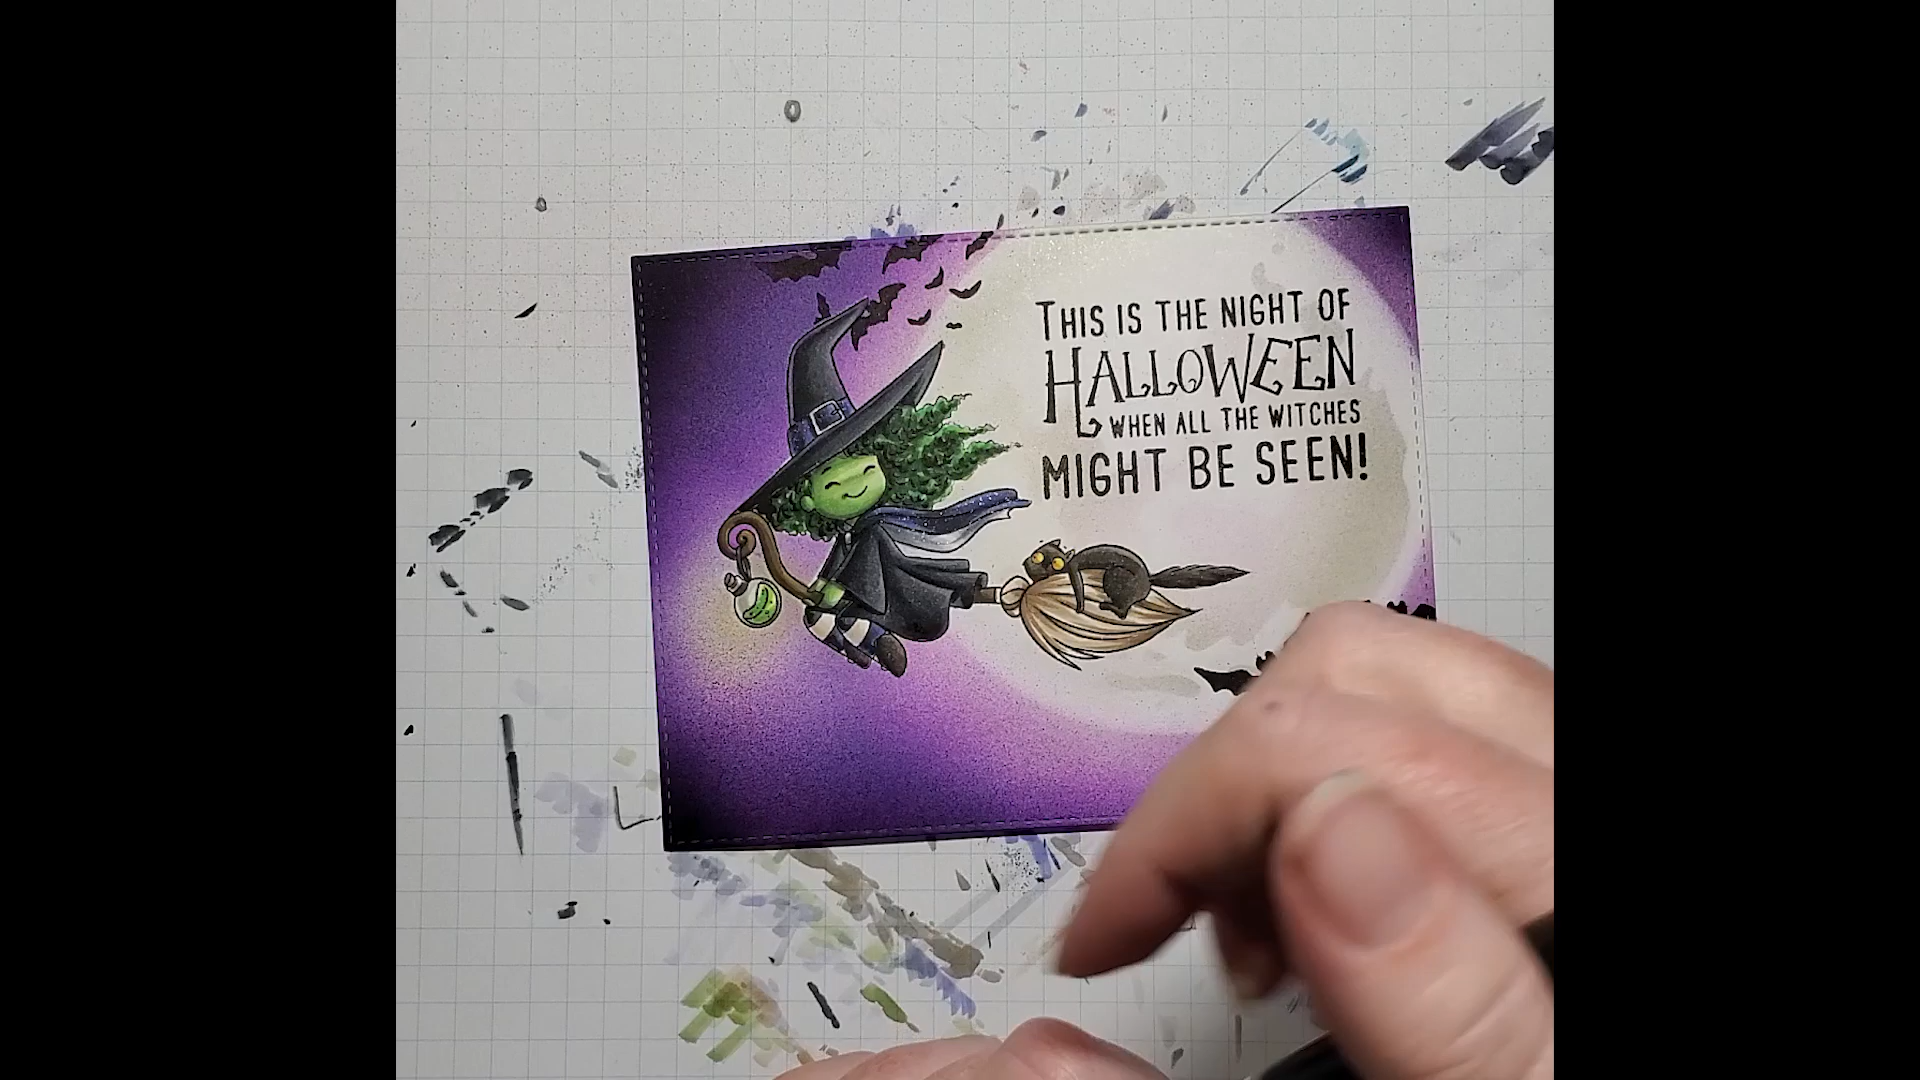 THIS IS THE NIGHT OF
HALLOWEEN
WHEN ALL THE WITCHES
MIGHT BE SEEN!